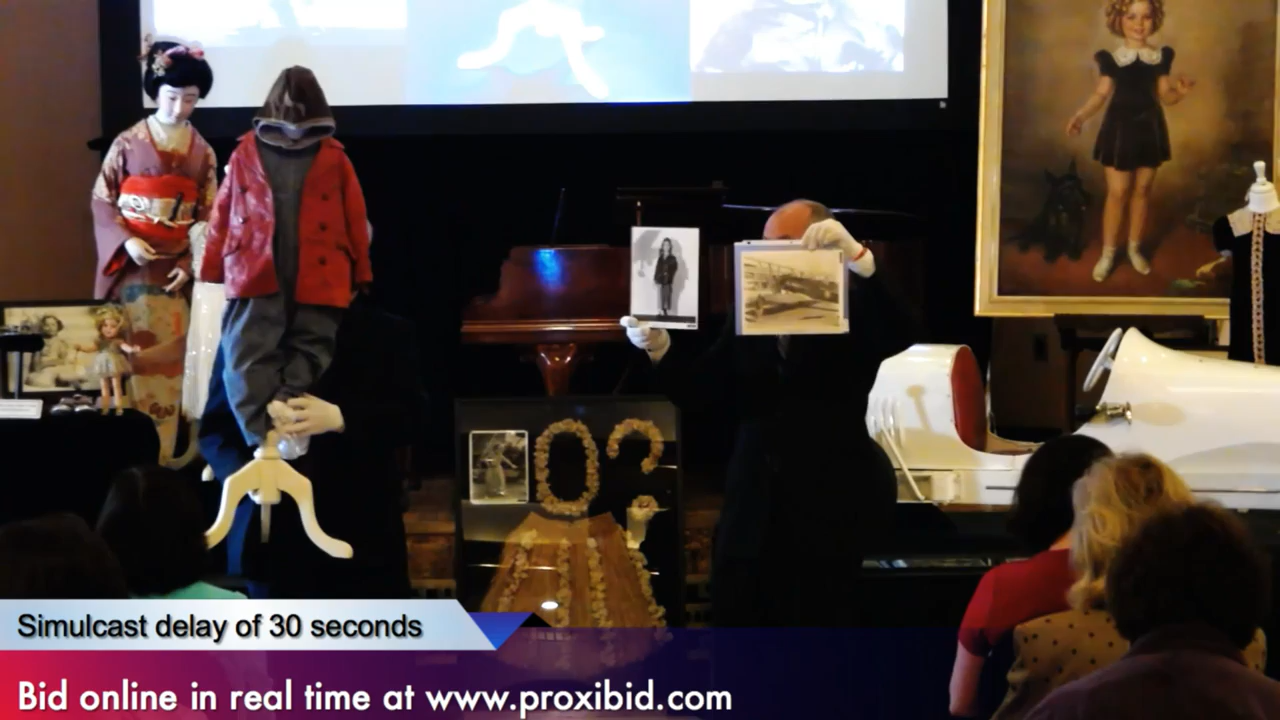 Simulcast delay of 30 seconds
Bid online in real time at www.proxibid.com